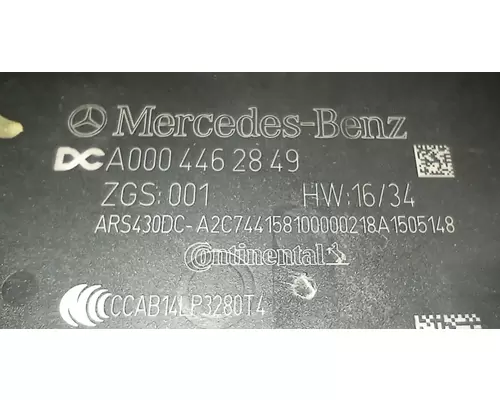 Mercedes-Benz
DC A000 446 28 49
ZGS: 001 HW: 16/34
ARS430DC-A2C744158100000218A1505148
Continental
CCAB14LP3280T4